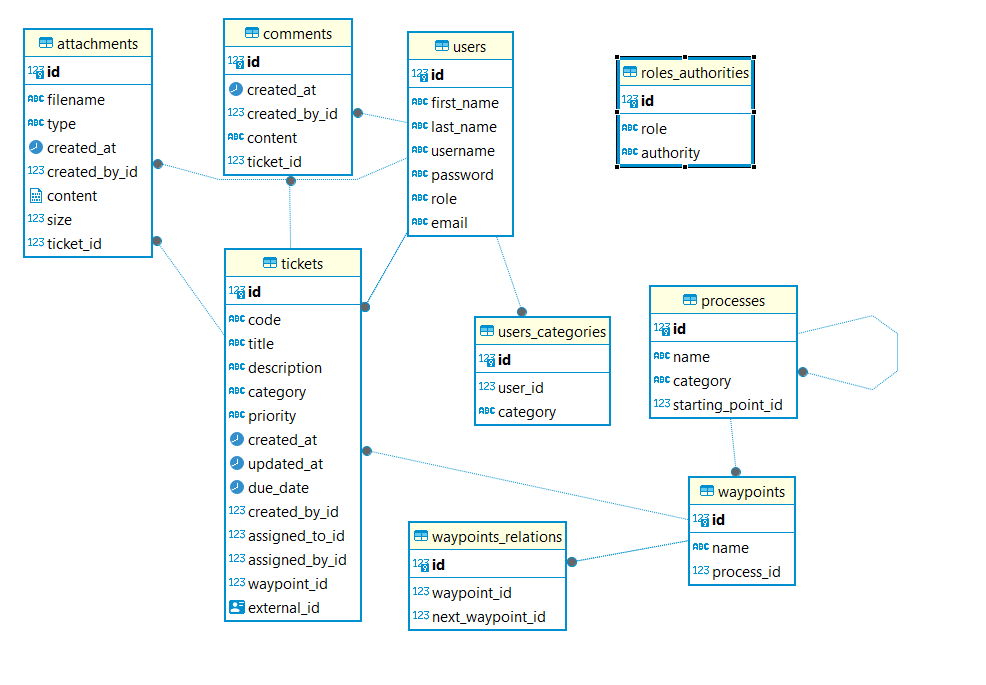 attachments
id
filename
type
created_at
created_by_id
content
size
ticket_id
comments
id
created_at
created_by_id
content
ticket_id
users
id
first_name
last_name
username
password
role
email
roles_authorities
id
role
authority
tickets
id
code
title
description
category
priority
created_at
updated_at
due_date
created_by_id
assigned_to_id
assigned_by_id
waypoint_id
external_id
users_categories
id
user_id
category
processes
id
name
category
starting_point_id
waypoints_relations
id
waypoint_id
next_waypoint_id
waypoints
id
name
process_id